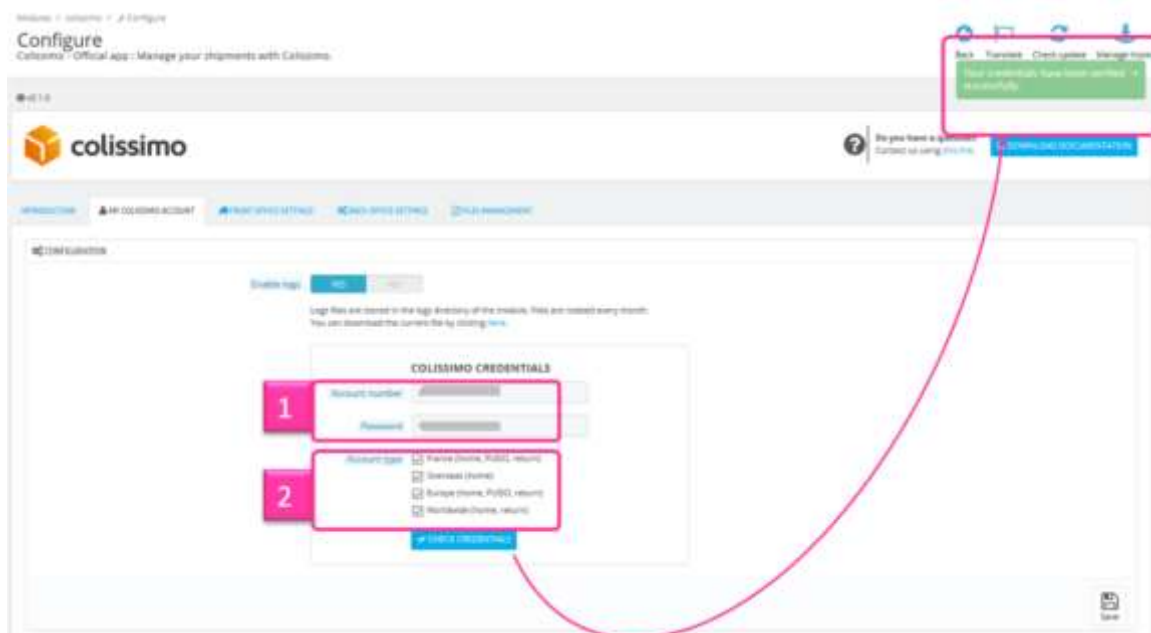 Modules / colissimo / Configure
Configure
Colissimo - Official app : Manage your shipments with Colissimo.
Back Translate Check update Manage hooks
Your credentials have been verified
successfully.
colissimo
Do you have a question?
Contact us using this link.
DOWNLOAD DOCUMENTATION
INTRODUCTION MY COLISSIMO ACCOUNT FRONT OFFICE SETTINGS BACK OFFICE SETTINGS FILES MANAGEMENT
CONFIGURATION
Enable logs YES NO
Logs files are stored in the logs directory of the module. Files are rotated every month.
You can download the current file by clicking here.
COLISSIMO CREDENTIALS
1
Account number
Password
2
Account type France (home, PUDO, return)
Overseas (home)
Europe (home, PUDO, return)
Worldwide (home, return)
CHECK CREDENTIALS
Save